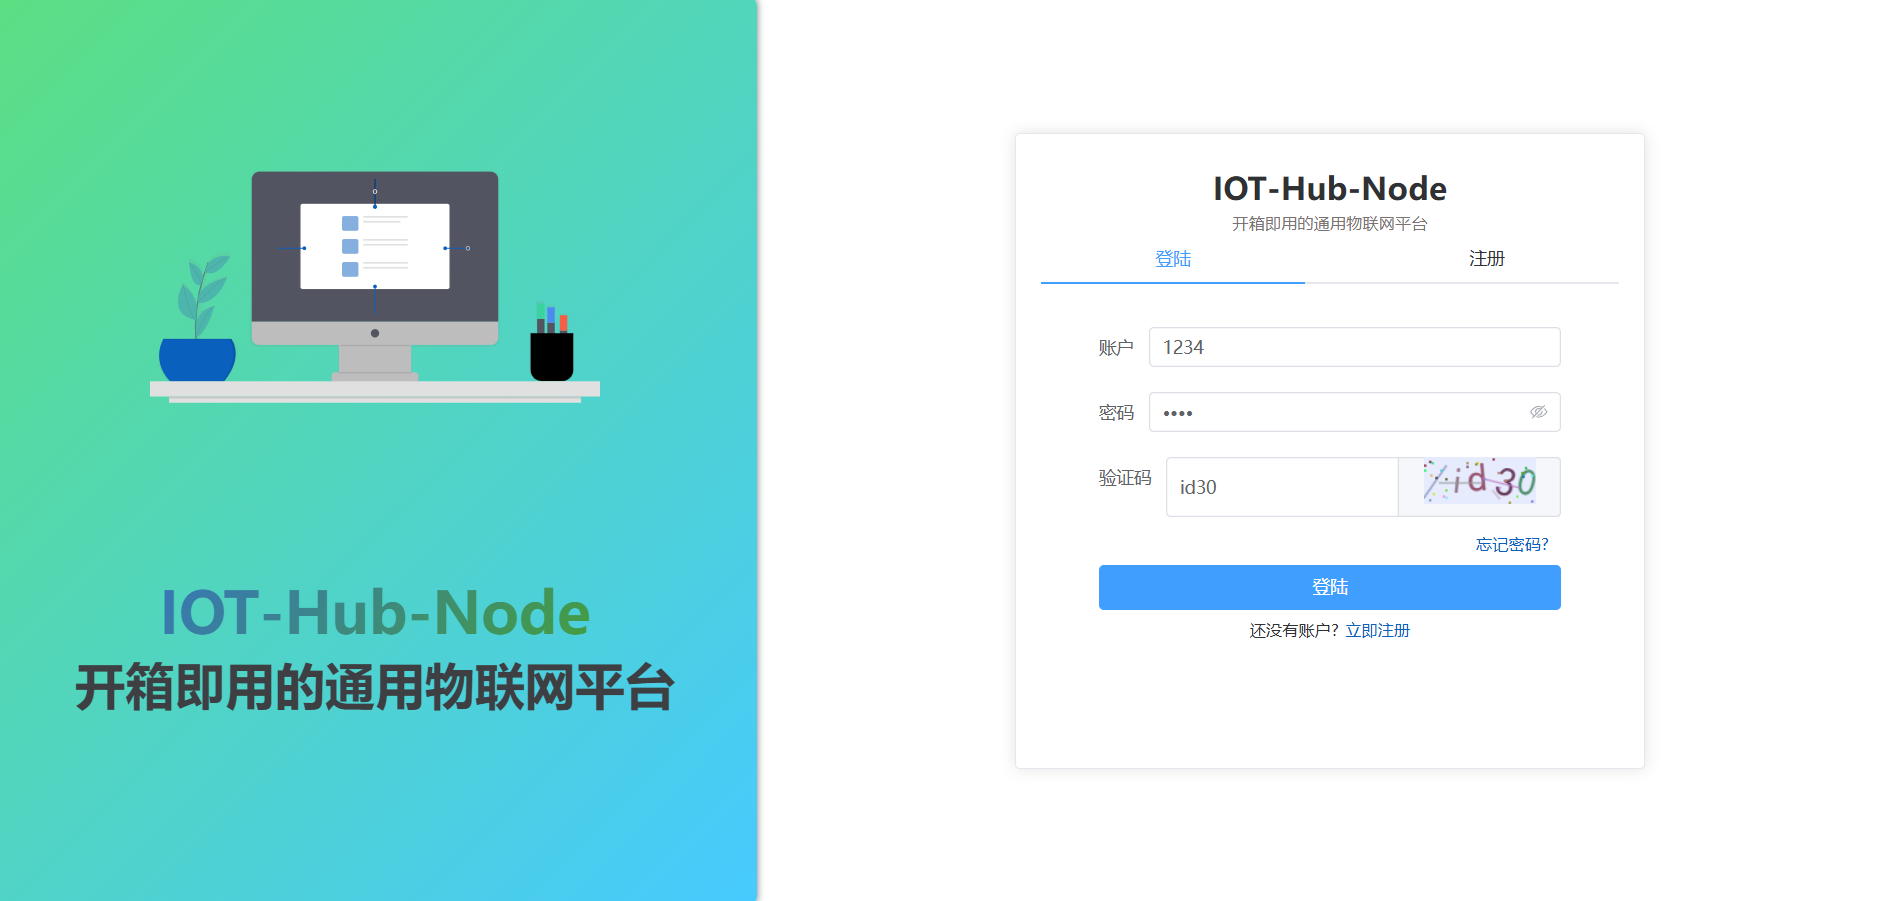 IOT-Hub-Node
开箱即用的通用物联网平台
IOT-Hub-Node
开箱即用的通用物联网平台
登陆 注册
账户 1234
密码 ••••
验证码 id30 id30
忘记密码?
登陆
还没有账户? 立即注册